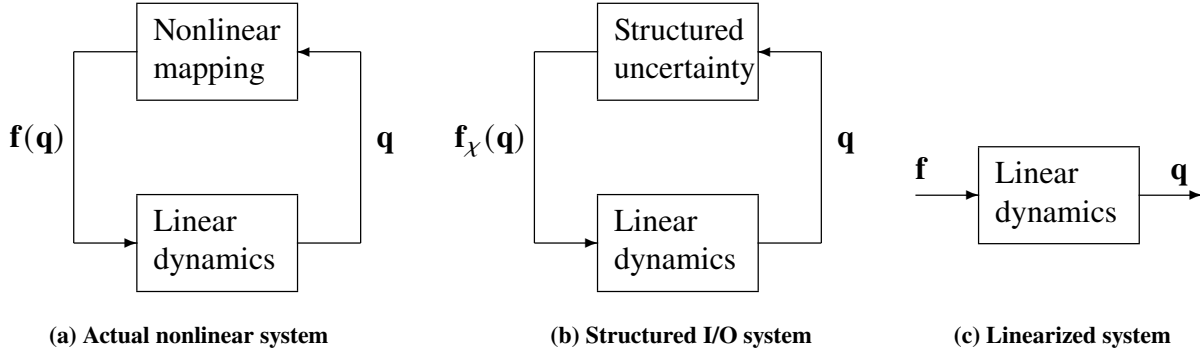 Nonlinear
mapping
f(q)
q
Linear
dynamics
(a) Actual nonlinear system
Structured
uncertainty
f_χ(q)
q
Linear
dynamics
(b) Structured I/O system
f
Linear
dynamics
q
(c) Linearized system